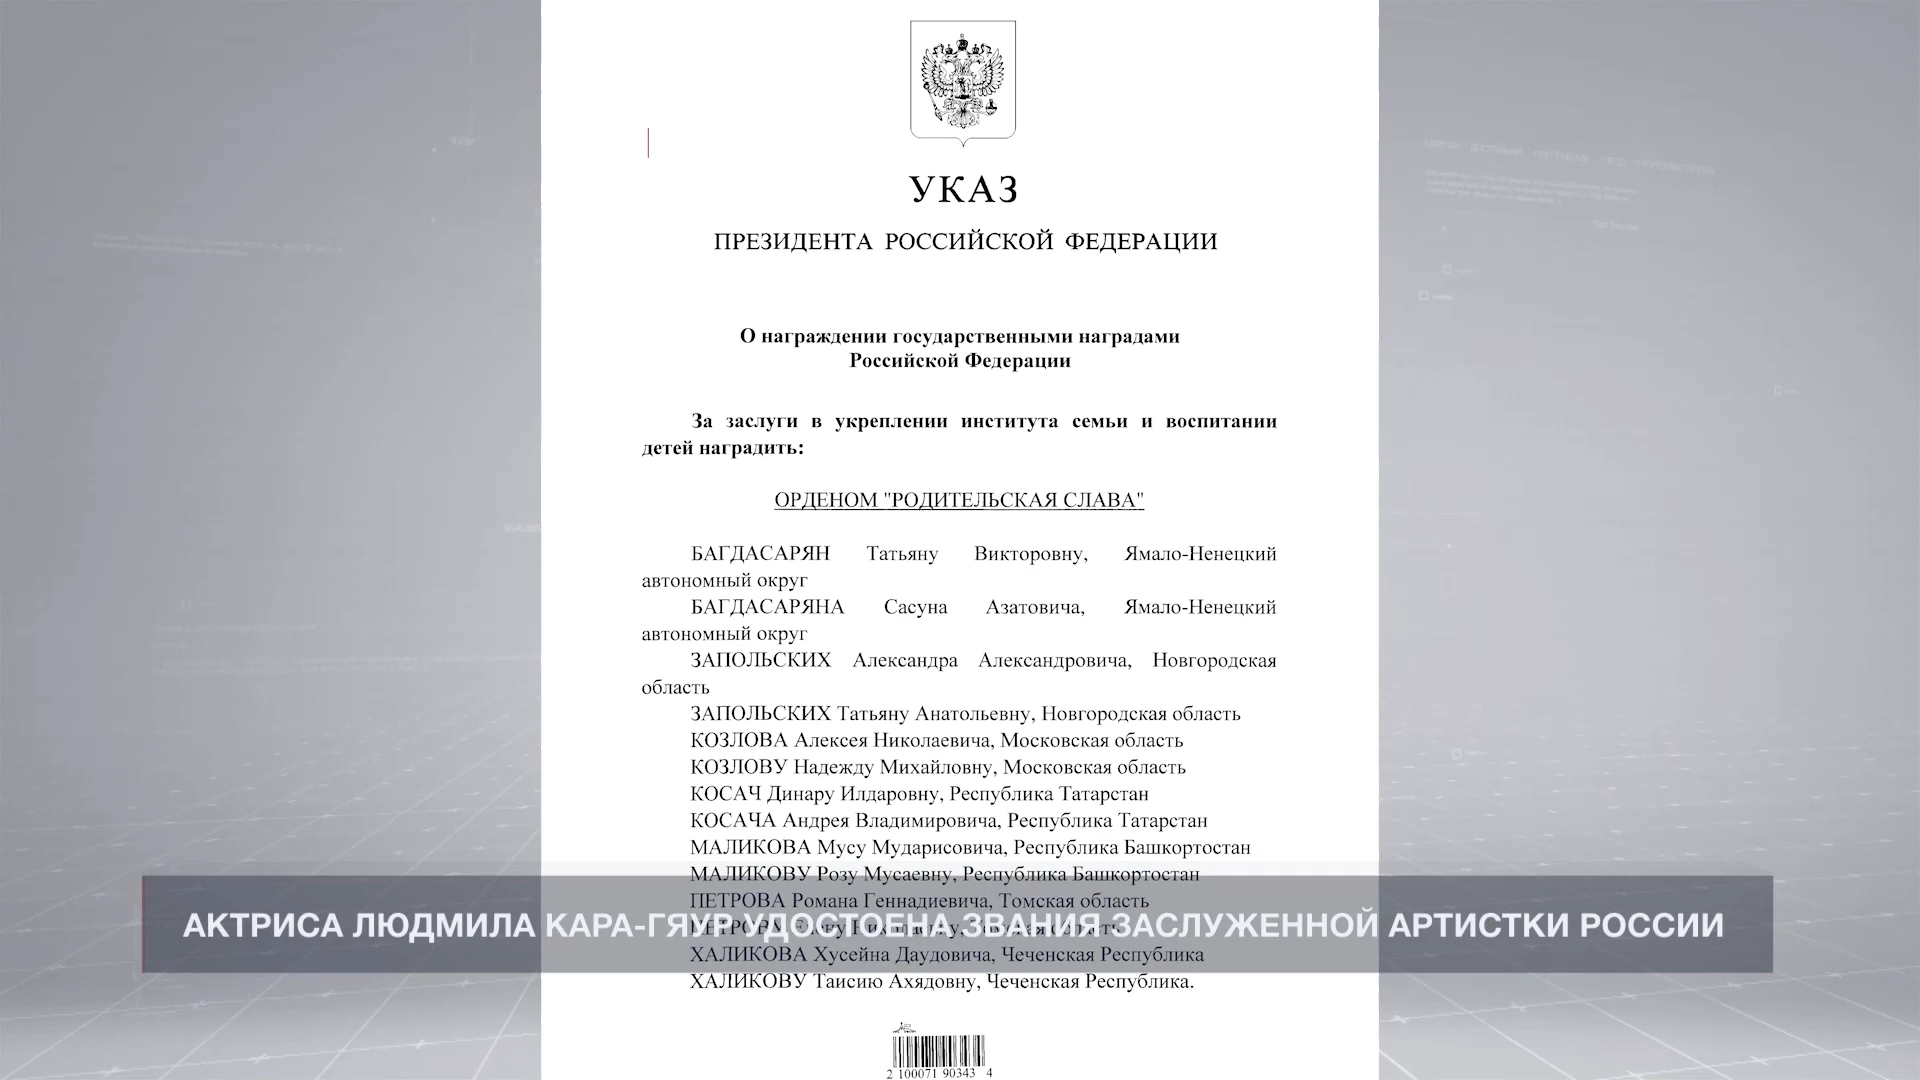 УКАЗ
ПРЕЗИДЕНТА РОССИЙСКОЙ ФЕДЕРАЦИИ
О награждении государственными наградами
Российской Федерации
За заслуги в укреплении института семьи и воспитании
детей наградить:
ОРДЕНОМ "РОДИТЕЛЬСКАЯ СЛАВА"
БАГДАСАРЯН Татьяну Викторовну, Ямало-Ненецкий
автономный округ
БАГДАСАРЯНА Сасуна Азатовича, Ямало-Ненецкий
автономный округ
ЗАПОЛЬСКИХ Александра Александровича, Новгородская
область
ЗАПОЛЬСКИХ Татьяну Анатольевну, Новгородская область
КОЗЛОВА Алексея Николаевича, Московская область
КОЗЛОВУ Надежду Михайловну, Московская область
КОСАЧ Динару Илдаровну, Республика Татарстан
КОСАЧА Андрея Владимировича, Республика Татарстан
МАЛИКОВА Мусу Мударисовича, Республика Башкортостан
МАЛИКОВУ Розу Мусаевну, Республика Башкортостан
ПЕТРОВА Романа Геннадиевича, Томская область
АКТРИСА ЛЮДМИЛА КАРА-ГЯУР УДОСТОЕНА ЗВАНИЯ ЗАСЛУЖЕННОЙ АРТИСТКИ РОССИИ
ХАЛИКОВА Хусейна Даудовича, Чеченская Республика
ХАЛИКОВУ Таисию Ахядовну, Чеченская Республика.
2 100071 90343 4